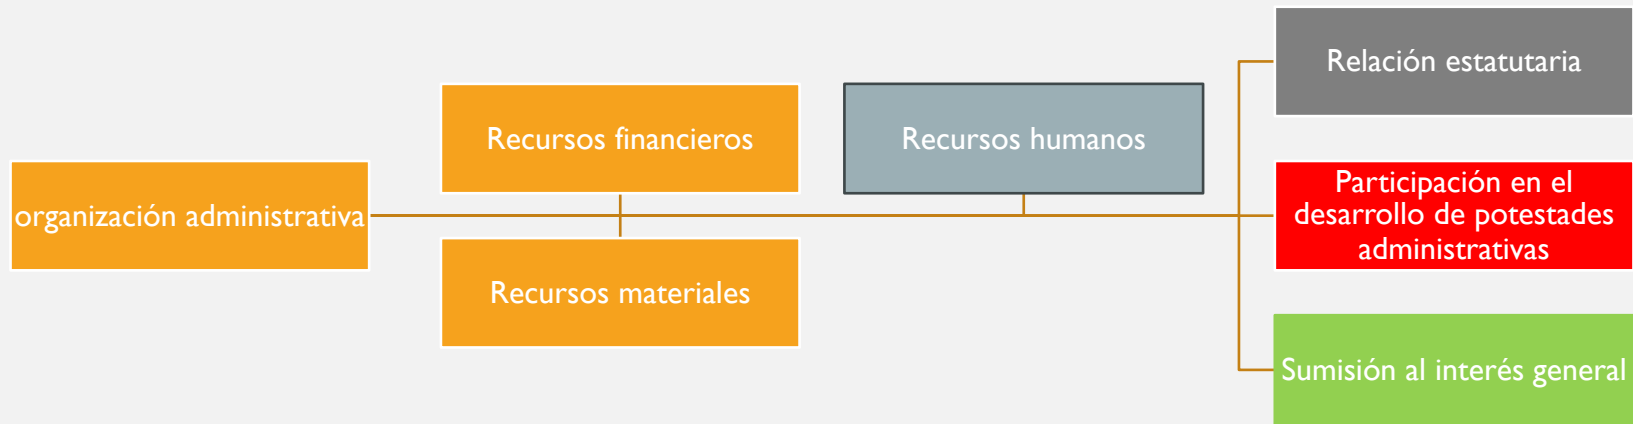 organización administrativa
Recursos financieros
Recursos materiales
Recursos humanos
Relación estatutaria
Participación en el
desarrollo de potestades
administrativas
Sumisión al interés general